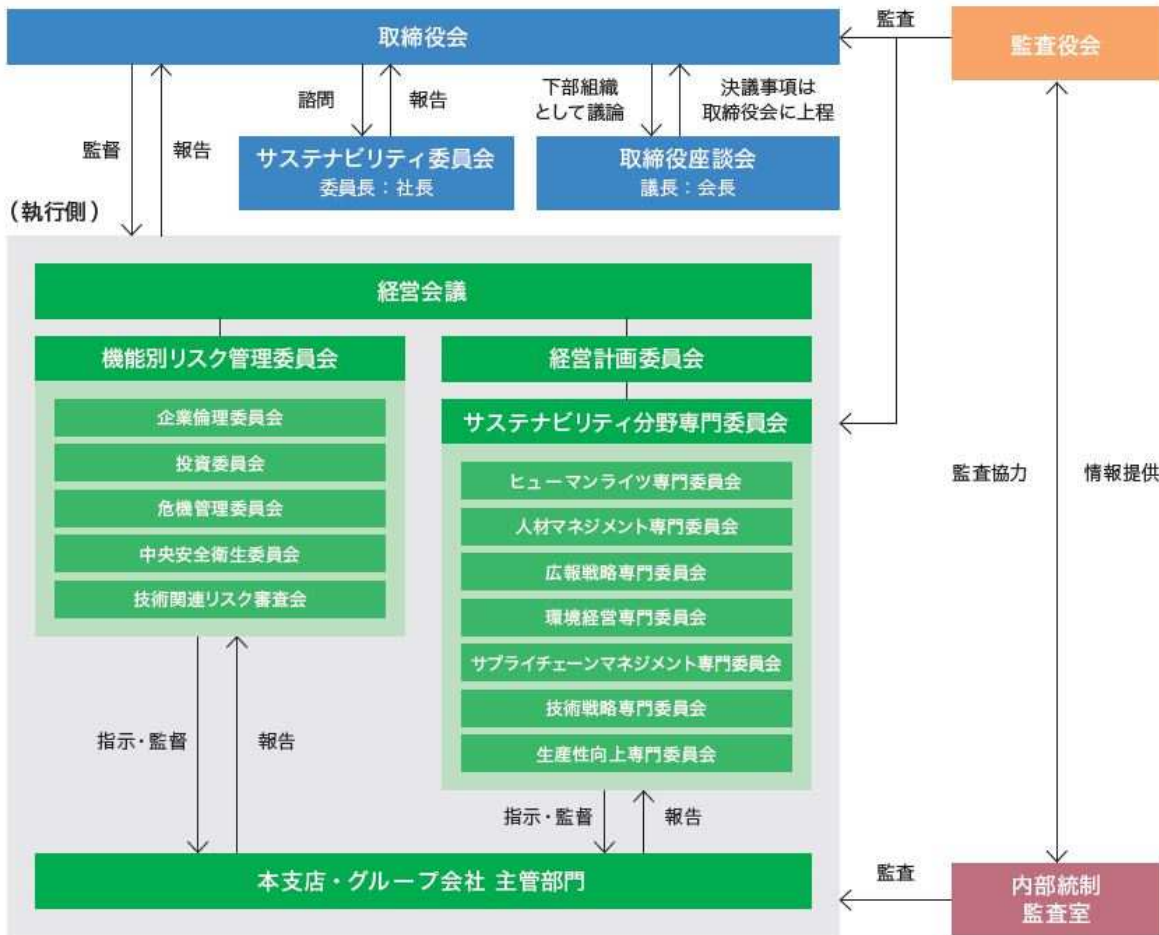 取締役会
監査
監査役会
監督
報告
諮問
報告
下部組織
として議論
決議事項は
取締役会に上程
サステナビリティ委員会
委員長：社長
取締役座談会
議長：会長
（執行側）
経営会議
機能別リスク管理委員会
企業倫理委員会
投資委員会
危機管理委員会
中央安全衛生委員会
技術関連リスク審査会
経営計画委員会
サステナビリティ分野専門委員会
ヒューマンライツ専門委員会
人材マネジメント専門委員会
広報戦略専門委員会
環境経営専門委員会
サプライチェーンマネジメント専門委員会
技術戦略専門委員会
生産性向上専門委員会
監査協力
情報提供
指示・監督
報告
指示・監督
報告
本支店・グループ会社 主管部門
監査
内部統制
監査室